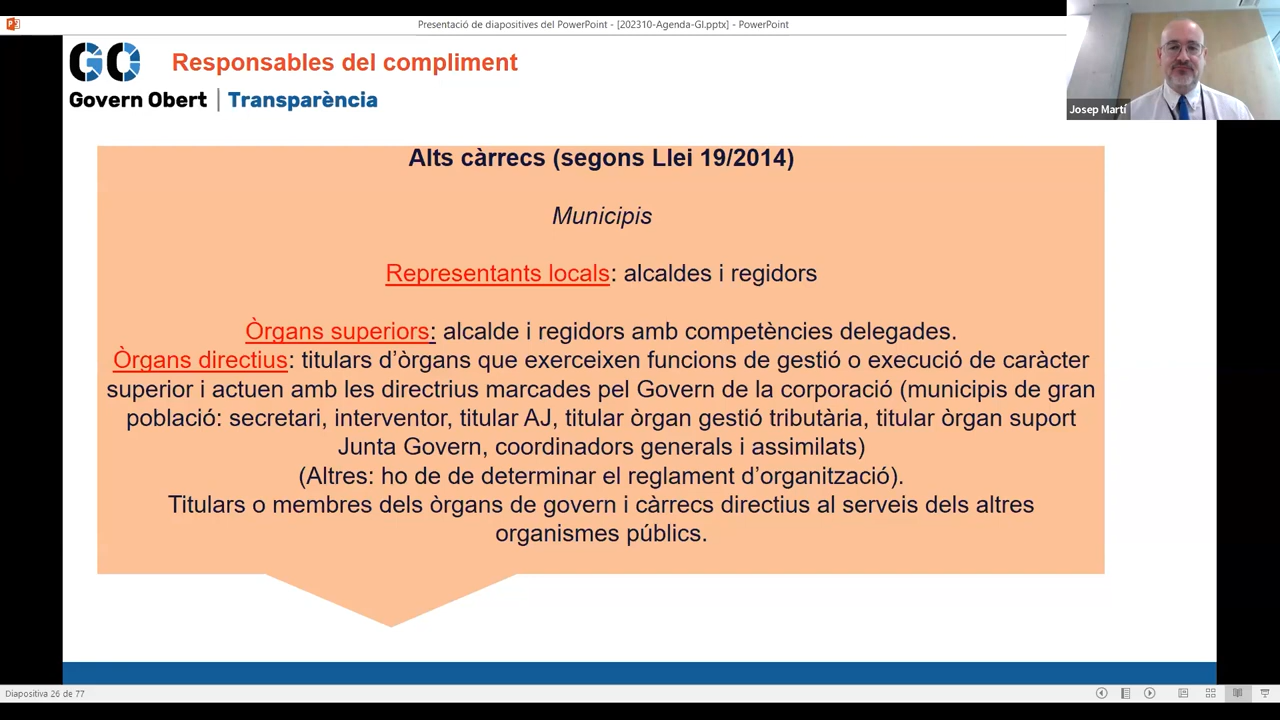 Presentació de diapositives del PowerPoint - [202310-Agenda-GI.pptx] - PowerPoint
GO
Responsables del compliment
Govern Obert | Transparència
Josep Martí
Alts càrrecs (segons Llei 19/2014)
Municipis
Representants locals: alcaldes i regidors
Òrgans superiors: alcalde i regidors amb competències delegades.
Òrgans directius: titulars d'òrgans que exerceixen funcions de gestió o execució de caràcter
superior i actuen amb les directrius marcades pel Govern de la corporació (municipis de gran
població: secretari, interventor, titular AJ, titular òrgan gestió tributària, titular òrgan suport
Junta Govern, coordinadors generals i assimilats)
(Altres: ho de de determinar el reglament d'organització).
Titulars o membres dels òrgans de govern i càrrecs directius al serveis dels altres
organismes públics.
Diapositiva 26 de 77